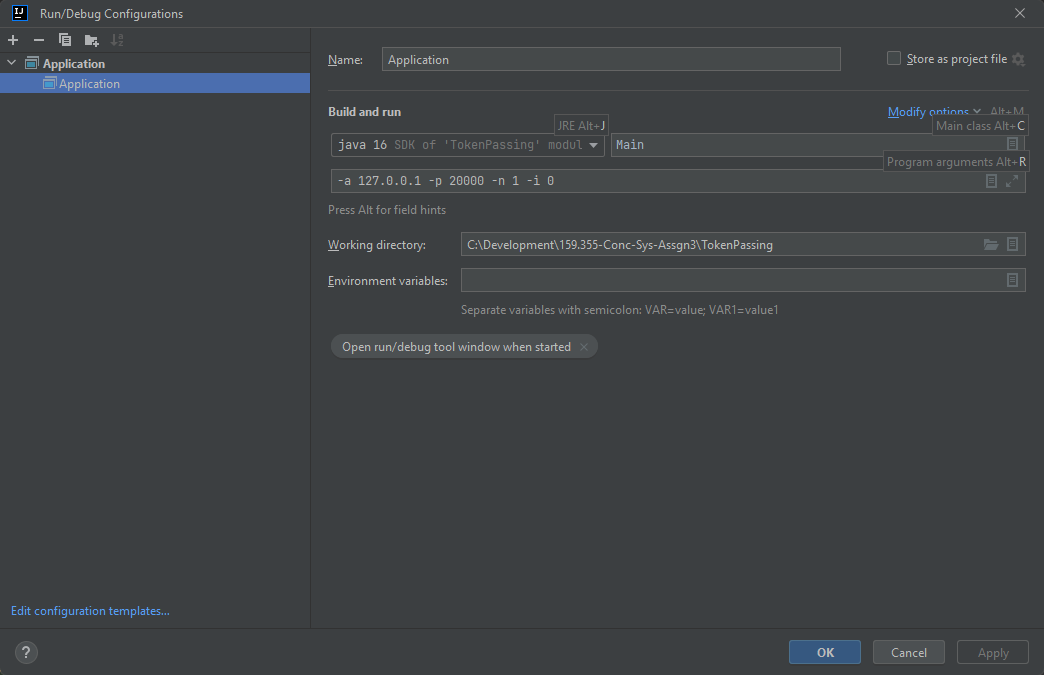 IJ Run/Debug Configurations
Application
Application
Name: Application Store as project file
Build and run Modify options Alt+M
JRE Alt+J Main class Alt+C
java 16 SDK of 'TokenPassing' modul Main
Program arguments Alt+R
-a 127.0.0.1 -p 20000 -n 1 -i 0
Press Alt for field hints
Working directory: C:\Development\159.355-Conc-Sys-Assgn3\TokenPassing
Environment variables:
Separate variables with semicolon: VAR=value; VAR1=value1
Open run/debug tool window when started
Edit configuration templates...
? OK Cancel Apply